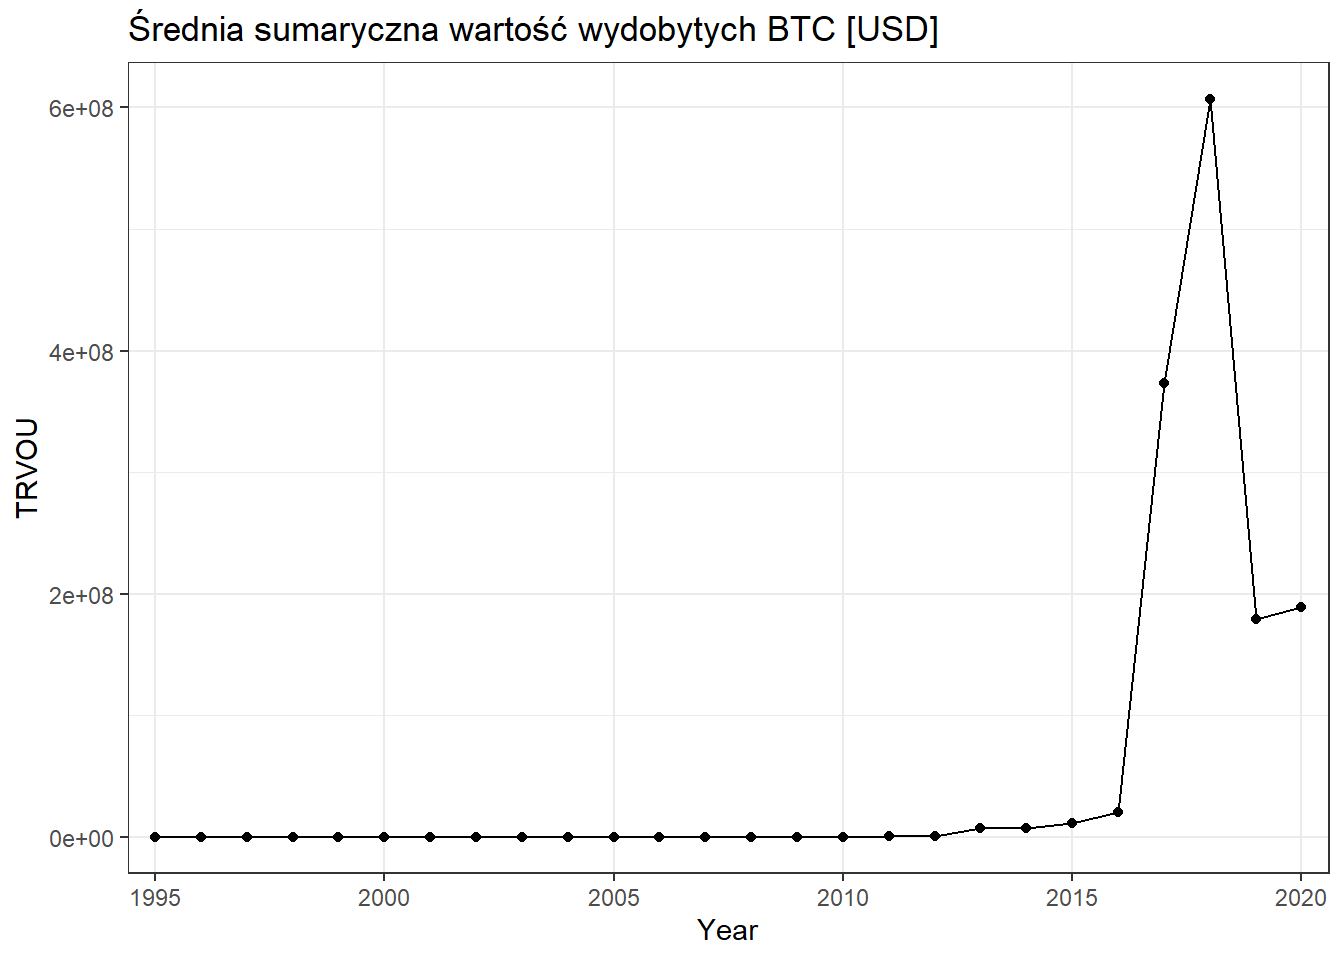 Średnia sumaryczna wartość wydobytych BTC [USD]
TRVOU
6e+08
4e+08
2e+08
0e+00
1995 2000 2005 2010 2015 2020
Year